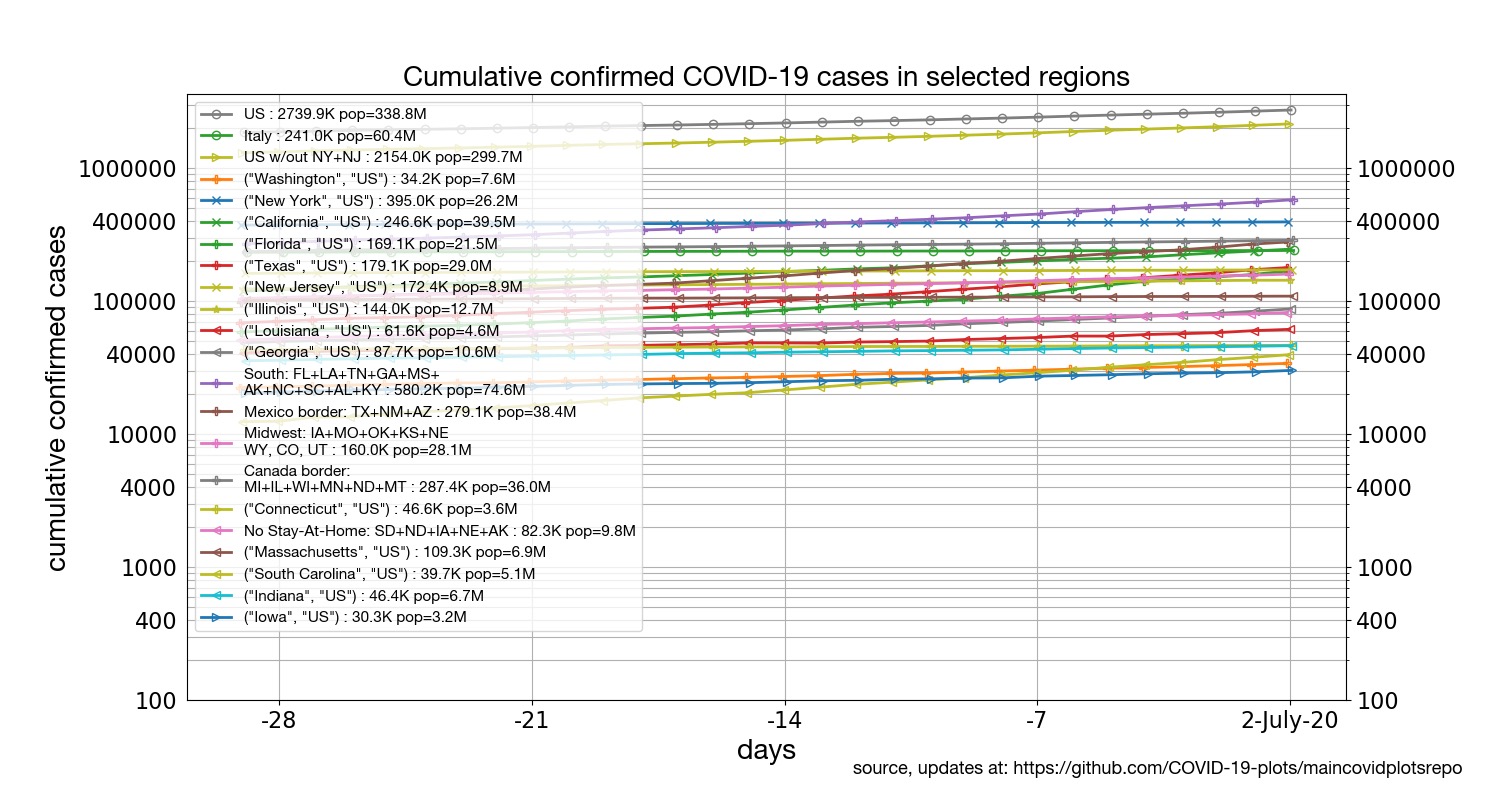 Cumulative confirmed COVID-19 cases in selected regions
US : 2739.9K pop=338.8M
Italy : 241.0K pop=60.4M
US w/out NY+NJ : 2154.0K pop=299.7M
("Washington", "US") : 34.2K pop=7.6M
("New York", "US") : 395.0K pop=26.2M
("California", "US") : 246.6K pop=39.5M
("Florida", "US") : 169.1K pop=21.5M
("Texas", "US") : 179.1K pop=29.0M
("New Jersey", "US") : 172.4K pop=8.9M
("Illinois", "US") : 144.0K pop=12.7M
("Louisiana", "US") : 61.6K pop=4.6M
("Georgia", "US") : 87.7K pop=10.6M
South: FL+LA+TN+GA+MS+
AK+NC+SC+AL+KY : 580.2K pop=74.6M
Mexico border: TX+NM+AZ : 279.1K pop=38.4M
Midwest: IA+MO+OK+KS+NE
WY, CO, UT : 160.0K pop=28.1M
Canada border:
MI+IL+WI+MN+ND+MT : 287.4K pop=36.0M
("Connecticut", "US") : 46.6K pop=3.6M
No Stay-At-Home: SD+ND+IA+NE+AK : 82.3K pop=9.8M
("Massachusetts", "US") : 109.3K pop=6.9M
("South Carolina", "US") : 39.7K pop=5.1M
("Indiana", "US") : 46.4K pop=6.7M
("Iowa", "US") : 30.3K pop=3.2M
cumulative confirmed cases
1000000
400000
100000
40000
10000
4000
1000
400
100
1000000
400000
100000
40000
10000
4000
1000
400
100
-28
-21
-14
-7
2-July-20
days
source, updates at: https://github.com/COVID-19-plots/maincovidplotsrepo